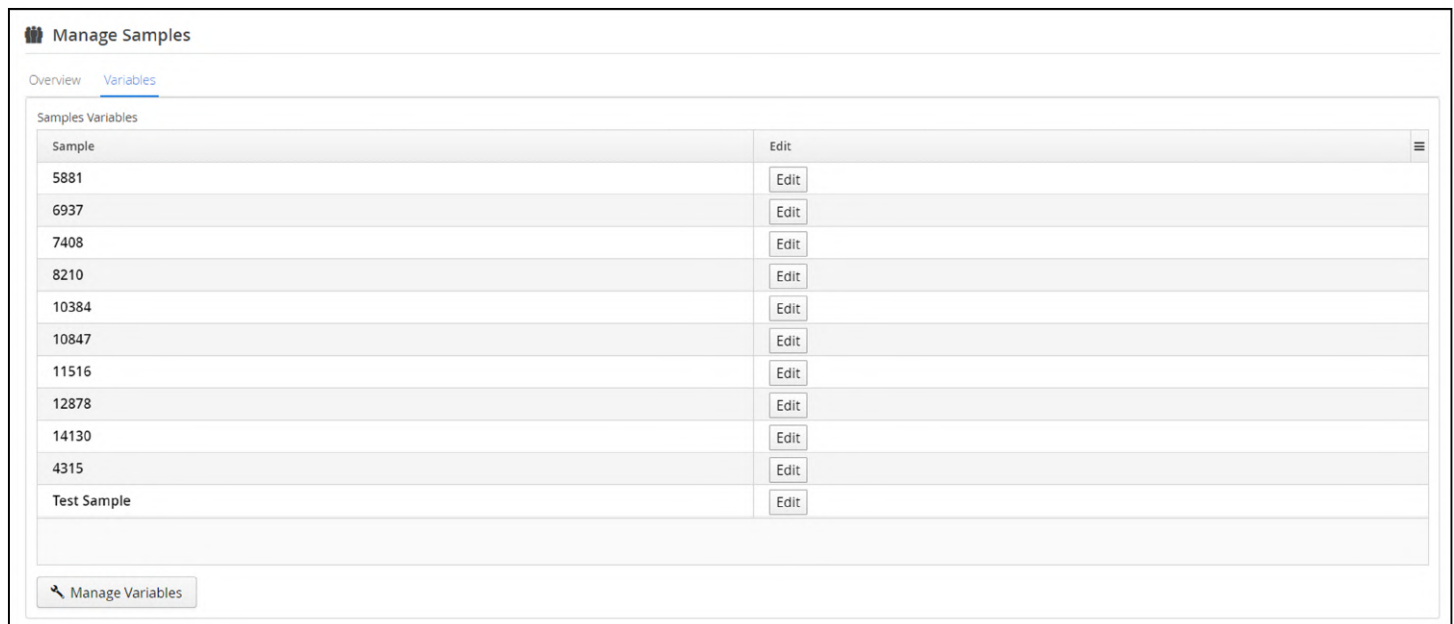 Manage Samples
Overview Variables
Samples Variables
Sample Edit
5881 Edit
6937 Edit
7408 Edit
8210 Edit
10384 Edit
10847 Edit
11516 Edit
12878 Edit
14130 Edit
4315 Edit
Test Sample Edit
Manage Variables